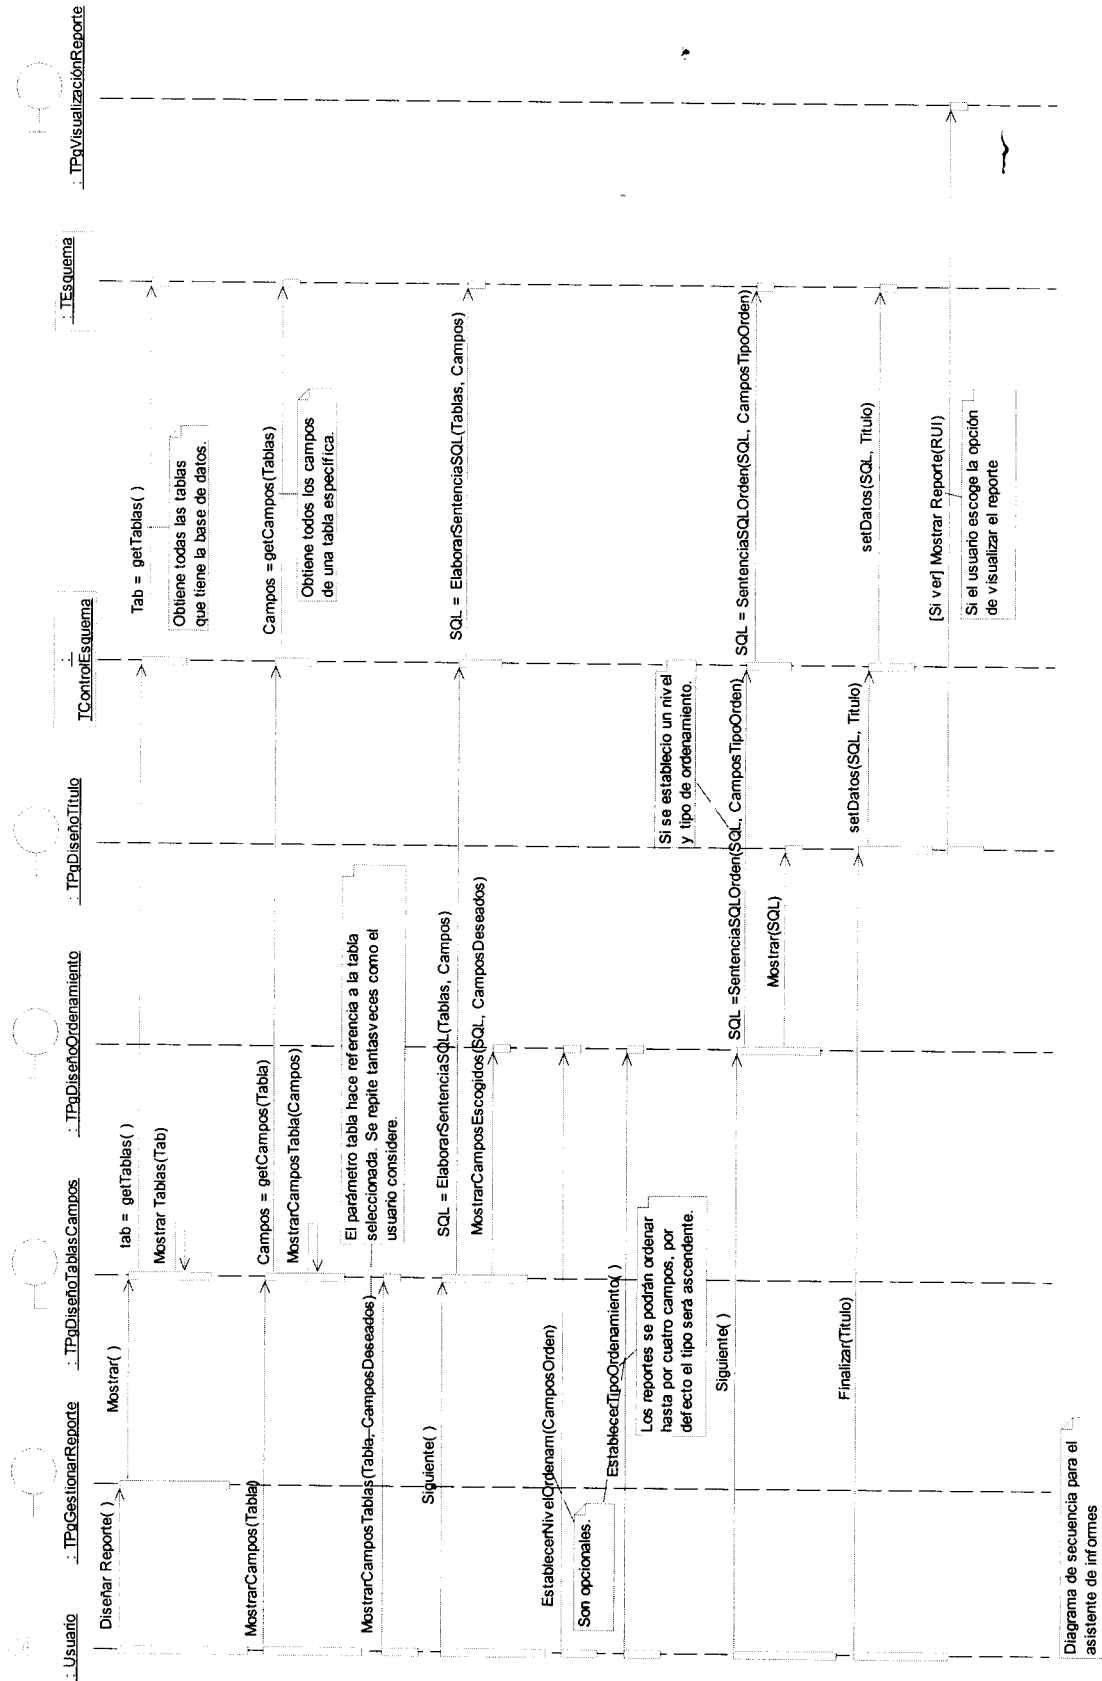 : Usuario
: TPgGestionarReporte
: TPgDiseñoTablasCampos
: TPgDiseñoOrdenamiento
: TPgDiseñoTítulo
:
TControlEsquema
: TEsquema
: TPgVisualizaciónReporte
Diseñar Reporte( )
Mostrar( )
tab = getTablas( )
Tab = getTablas( )
Mostrar Tablas(Tab)
Obtiene todas las tablas
que tiene la base de datos.
MostrarCampos(Tabla)
Campos = getCampos(Tabla)
Campos =getCampos(Tablas)
MostrarCamposTabla(Campos)
Obtiene todos los campos
de una tabla específica.
El parámetro tabla hace referencia a la tabla
seleccionada. Se repite tantasveces como el
usuario considere.
MostrarCamposTablas(Tabla, CamposDeseados)
Siguiente( )
SQL = ElaborarSentenciaSQL(Tablas, Campos)
SQL = ElaborarSentenciaSQL(Tablas, Campos)
MostrarCamposEscogidos(SQL, CamposDeseados)
EstablecerNivelOrdenam(CamposOrden)
Son opcionales.
EstablecerTipoOrdenamiento( )
Los reportes se podrán ordenar
hasta por cuatro campos, por
defecto el tipo será ascendente.
Si se establecio un nivel
y tipo de ordenamiento.
Siguiente( )
SQL =SentenciaSQLOrden(SQL, CamposTipoOrden)
SQL = SentenciaSQLOrden(SQL, CamposTipoOrden)
Mostrar(SQL)
Finalizar(Titulo)
setDatos(SQL, Titulo)
setDatos(SQL, Titulo)
[Si ver] Mostrar Reporte(RUI)
Si el usuario escoge la opción
de visualizar el reporte
Diagrama de secuencia para el
asistente de informes